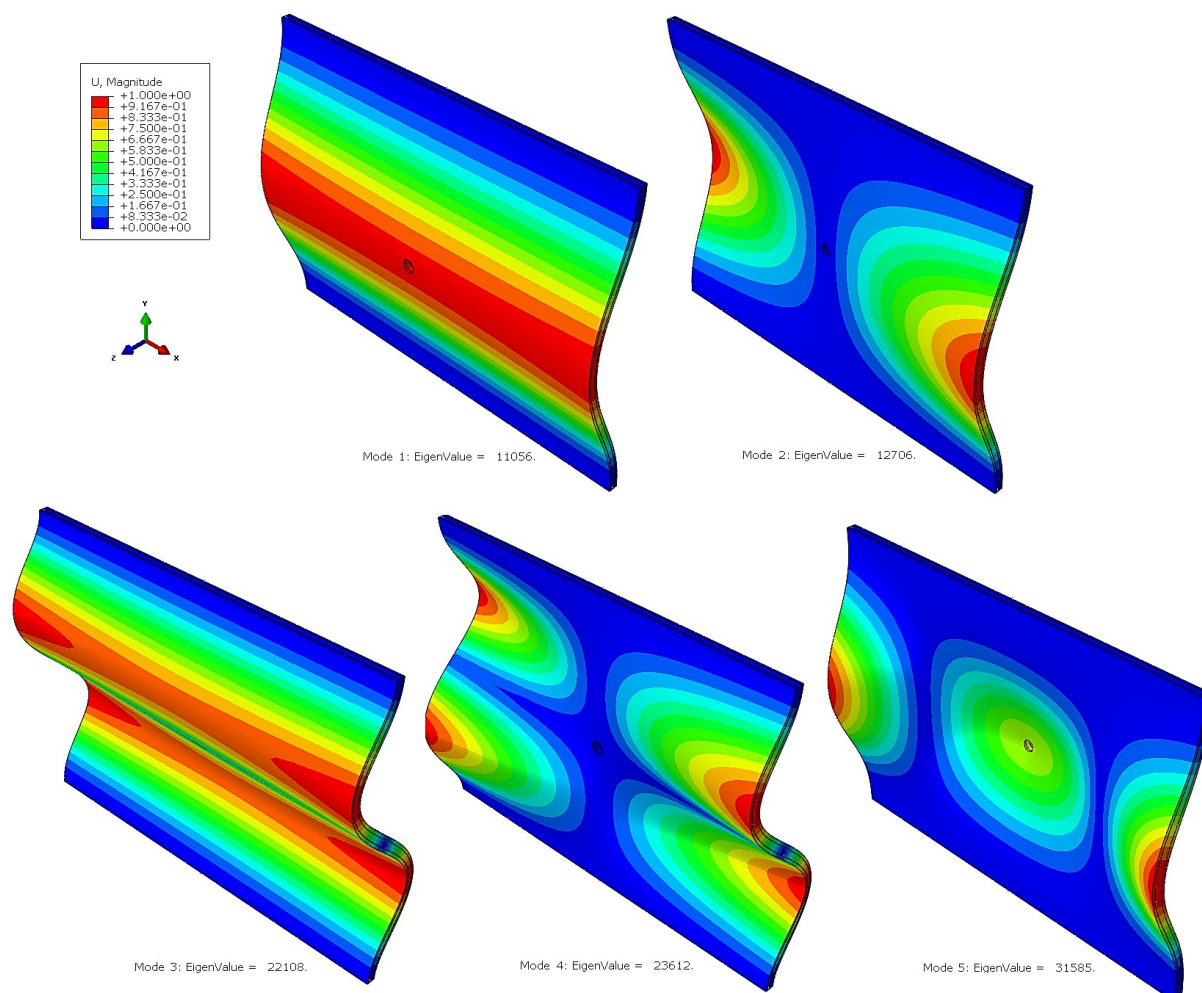 U, Magnitude
+1.000e+00
+9.167e-01
+8.333e-01
+7.500e-01
+6.667e-01
+5.833e-01
+5.000e-01
+4.167e-01
+3.333e-01
+2.500e-01
+1.667e-01
+8.333e-02
+0.000e+00
Y
Z
X
Mode 1: EigenValue = 11056.
Mode 2: EigenValue = 12706.
Mode 3: EigenValue = 22108.
Mode 4: EigenValue = 23612.
Mode 5: EigenValue = 31585.